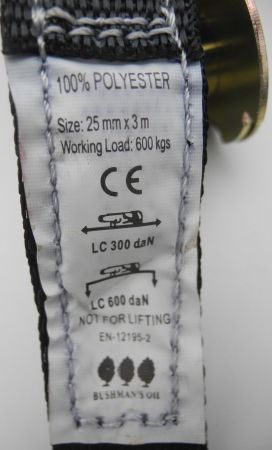 100% POLYESTER
Size: 25 mm x 3 m
Working Load: 600 kgs
CE
LC 300 daN
LC 600 daN
NOT FOR LIFTING
EN-12195-2
BUSHMAN'S OIL